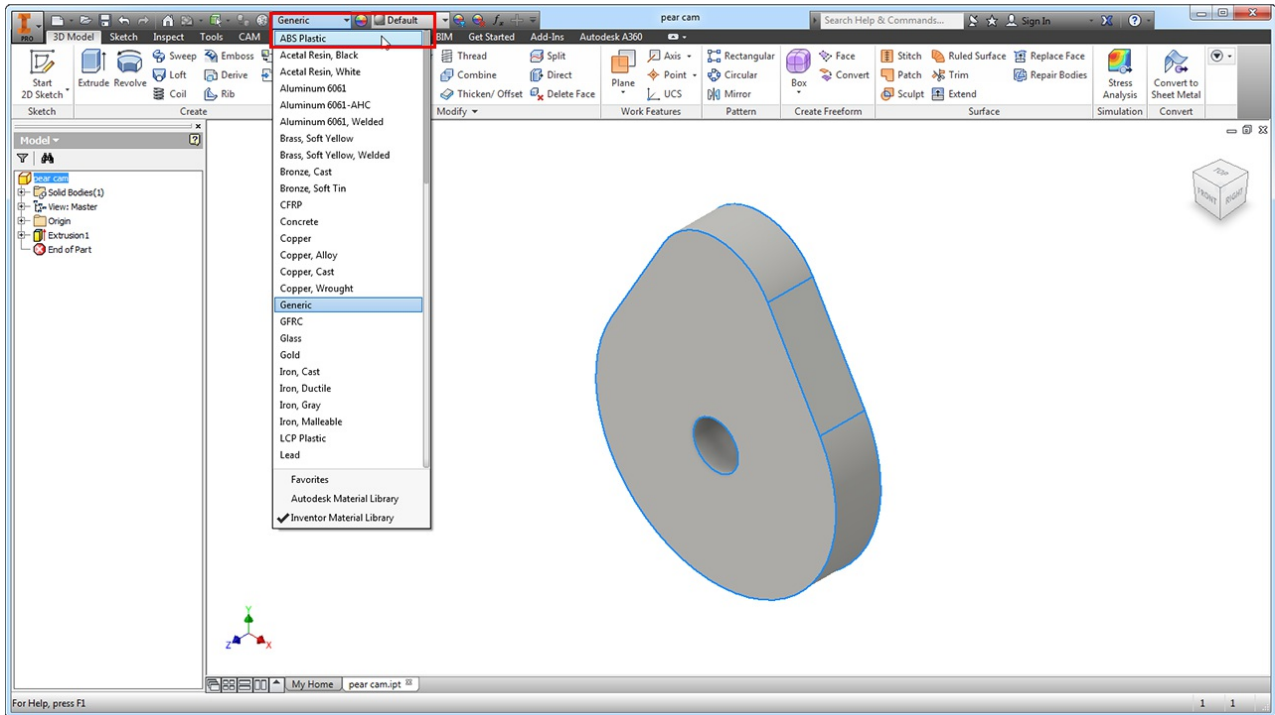 Generic
Default
pear cam
Search Help & Commands...
Sign In
PRO
3D Model
Sketch
Inspect
Tools
CAM
BIM
Get Started
Add-Ins
Autodesk A360
Start
2D Sketch
Extrude
Revolve
Sweep
Loft
Coil
Emboss
Derive
Rib
Thread
Combine
Thicken/ Offset
Split
Direct
Delete Face
Plane
Axis
Point
UCS
Rectangular
Circular
Mirror
Box
Face
Convert
Stitch
Patch
Sculpt
Ruled Surface
Trim
Extend
Replace Face
Repair Bodies
Stress
Analysis
Convert to
Sheet Metal
Sketch
Create
Modify
Work Features
Pattern
Create Freeform
Surface
Simulation
Convert
Model
pear cam
Solid Bodies(1)
View: Master
Origin
Extrusion1
End of Part
ABS Plastic
Acetal Resin, Black
Acetal Resin, White
Aluminum 6061
Aluminum 6061-AHC
Aluminum 6061, Welded
Brass, Soft Yellow
Brass, Soft Yellow, Welded
Bronze, Cast
Bronze, Soft Tin
CFRP
Concrete
Copper
Copper, Alloy
Copper, Cast
Copper, Wrought
Generic
GFRC
Glass
Gold
Iron, Cast
Iron, Ductile
Iron, Gray
Iron, Malleable
LCP Plastic
Lead
Favorites
Autodesk Material Library
Inventor Material Library
TOP
FRONT
RIGHT
Y
Z
X
My Home
pear cam.ipt
For Help, press F1
1 1